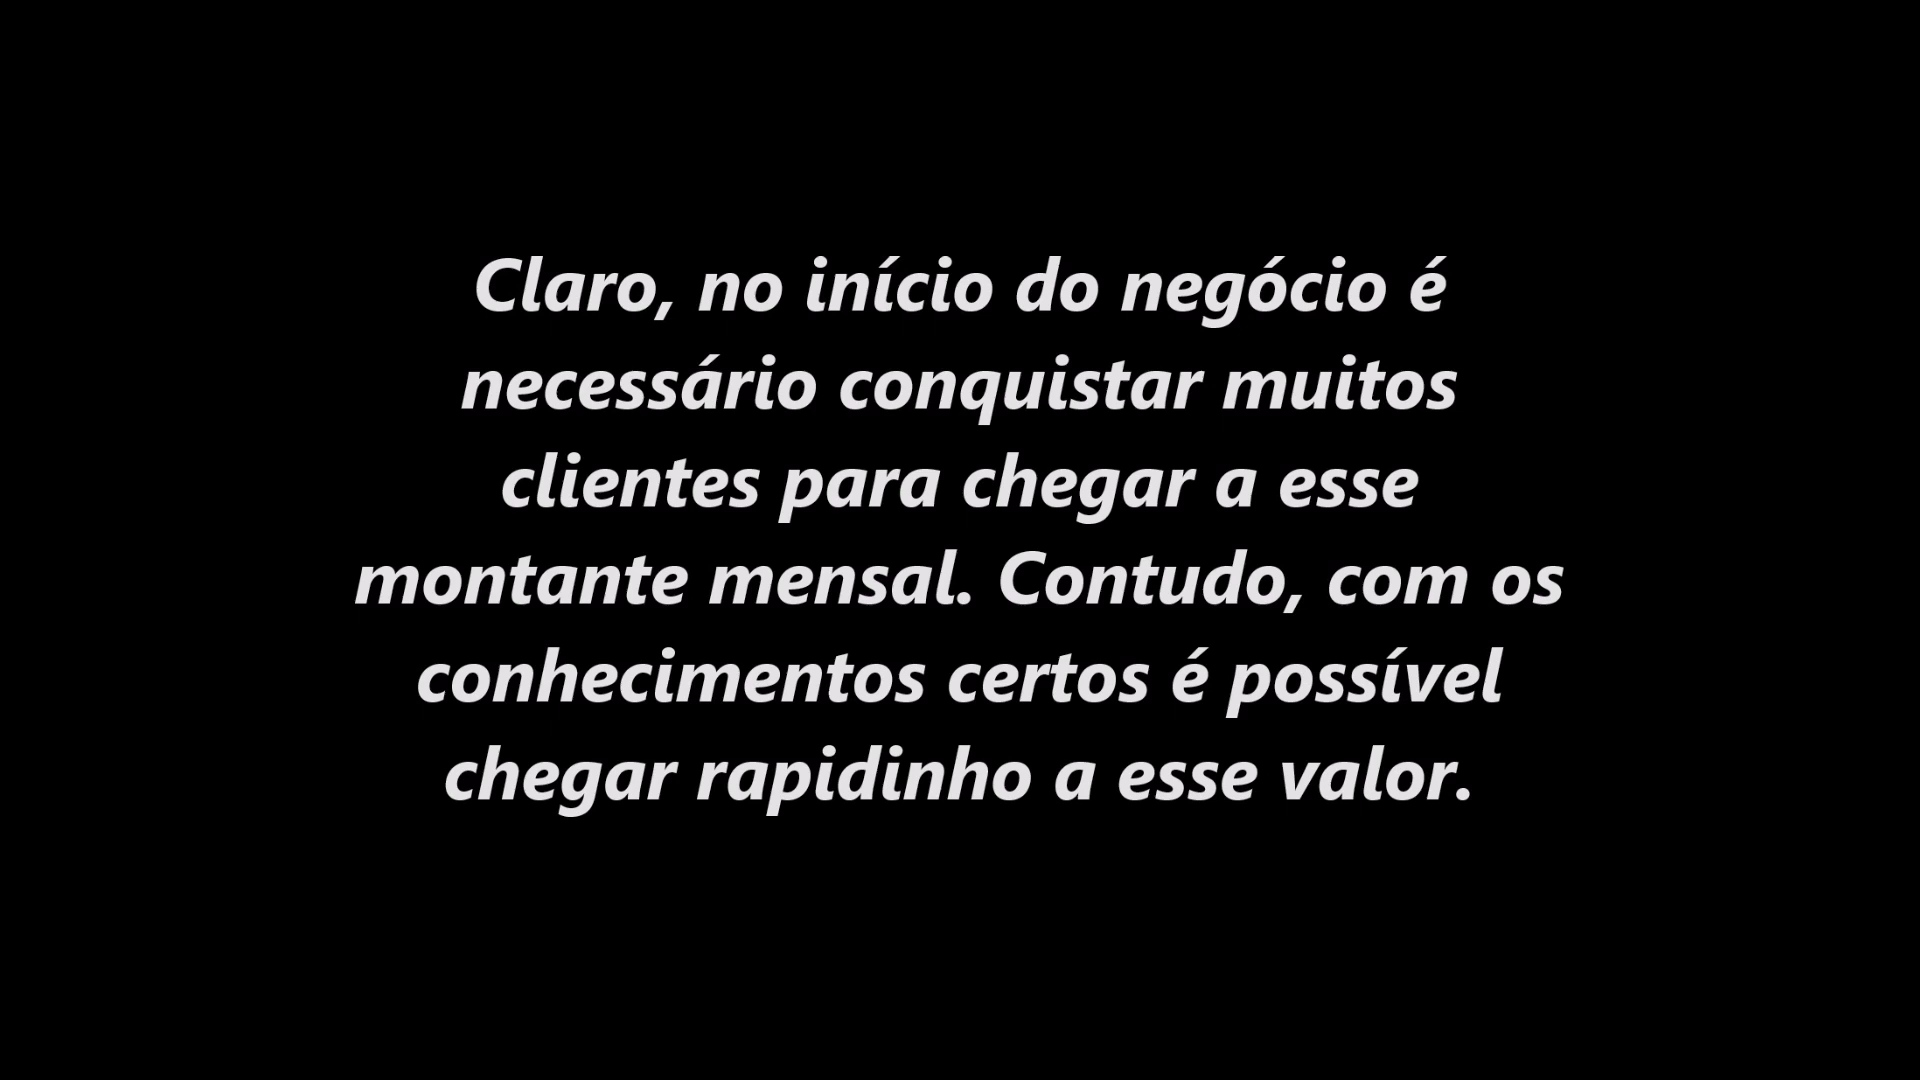 Claro, no início do negócio é
necessário conquistar muitos
clientes para chegar a esse
montante mensal. Contudo, com os
conhecimentos certos é possível
chegar rapidinho a esse valor.